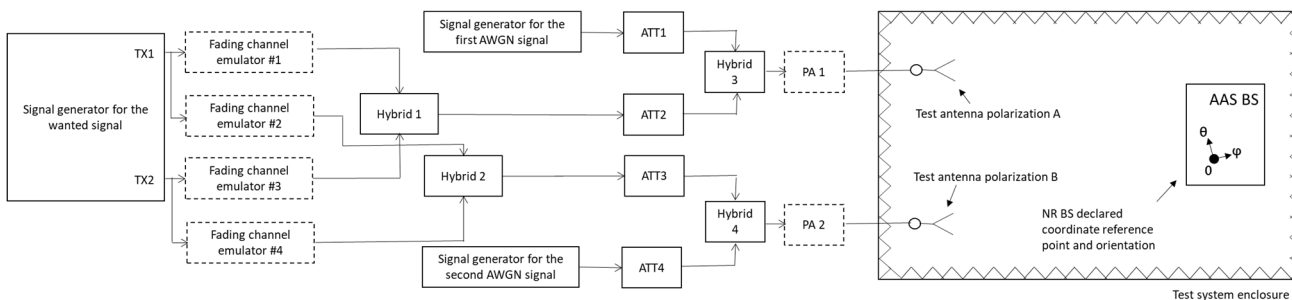 Signal generator for the
wanted signal
TX1
TX2
Fading channel
emulator #1
Fading channel
emulator #2
Fading channel
emulator #3
Fading channel
emulator #4
Hybrid 1
Hybrid 2
Signal generator for the
first AWGN signal
Signal generator for the
second AWGN signal
ATT1
ATT2
ATT3
ATT4
Hybrid
3
Hybrid
4
PA 1
PA 2
Test antenna polarization A
Test antenna polarization B
AAS BS
θ
φ
0
NR BS declared
coordinate reference
point and orientation
Test system enclosure